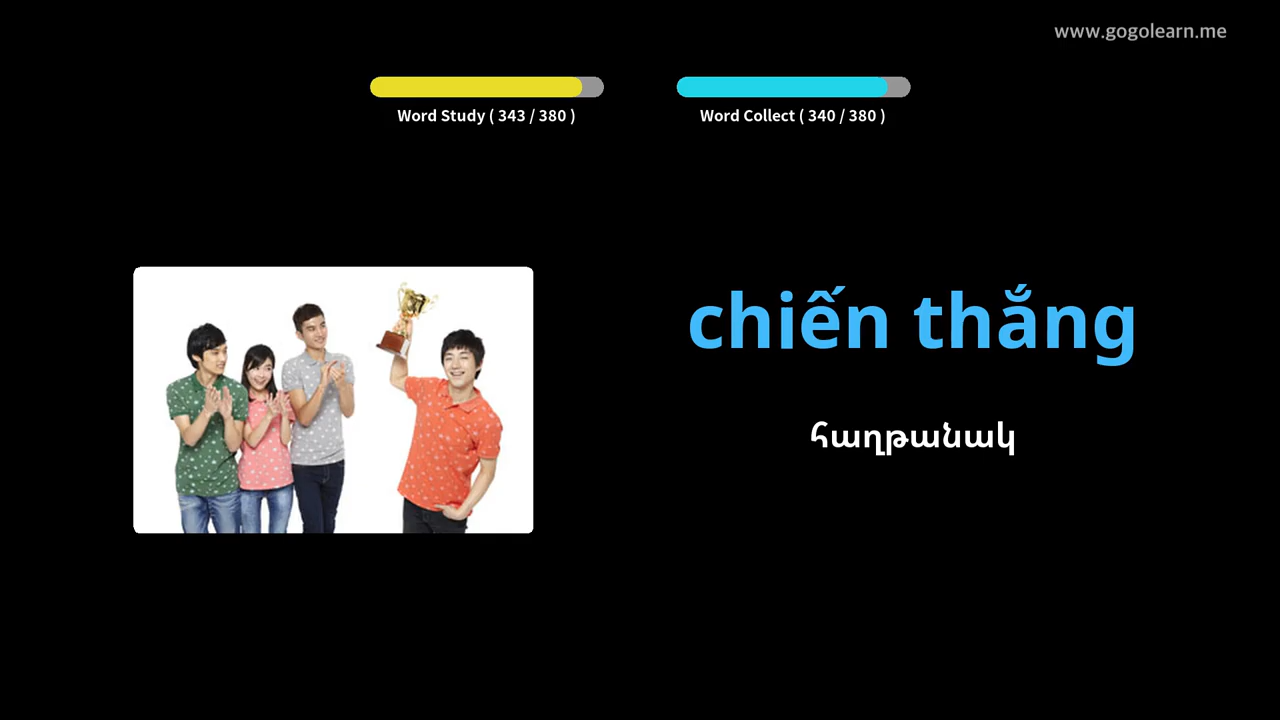 www.gogolearn.me
Word Study ( 343 / 380 )
Word Collect ( 340 / 380 )
chiến thắng
հաղթանակ